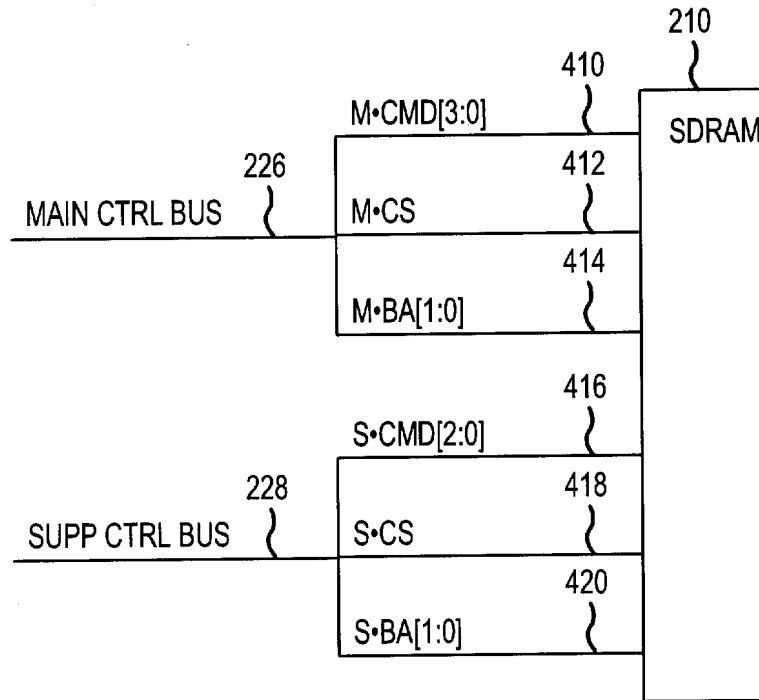 210
410
M•CMD[3:0]
SDRAM
226
412
MAIN CTRL BUS
M•CS
414
M•BA[1:0]
416
S•CMD[2:0]
228
418
SUPP CTRL BUS
S•CS
420
S•BA[1:0]